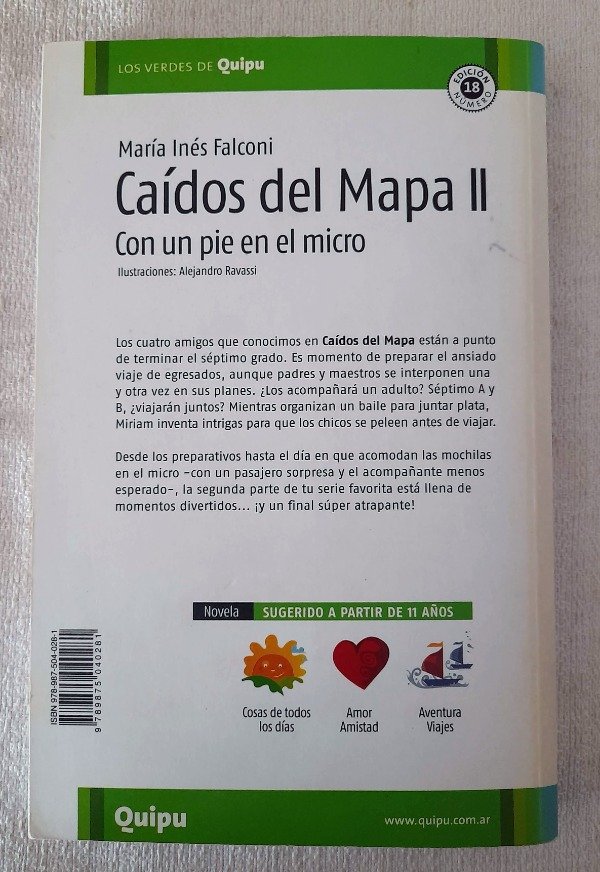 LOS VERDES DE Quipu
EDICIÓN
18
NÚMERO
María Inés Falconi
Caídos del Mapa II
Con un pie en el micro
Ilustraciones: Alejandro Ravassi
Los cuatro amigos que conocimos en Caídos del Mapa están a punto
de terminar el séptimo grado. Es momento de preparar el ansiado
viaje de egresados, aunque padres y maestros se interponen una
y otra vez en sus planes. ¿Los acompañará un adulto? Séptimo A y
B, ¿viajarán juntos? Mientras organizan un baile para juntar plata,
Miriam inventa intrigas para que los chicos se peleen antes de viajar.
Desde los preparativos hasta el día en que acomodan las mochilas
en el micro –con un pasajero sorpresa y el acompañante menos
esperado–, la segunda parte de tu serie favorita está llena de
momentos divertidos... ¡y un final súper atrapante!
Novela SUGERIDO A PARTIR DE 11 AÑOS
Cosas de todos
los días
Amor
Amistad
Aventura
Viajes
ISBN 978-987-504-028-1
9 789875 040281
Quipu
www.quipu.com.ar